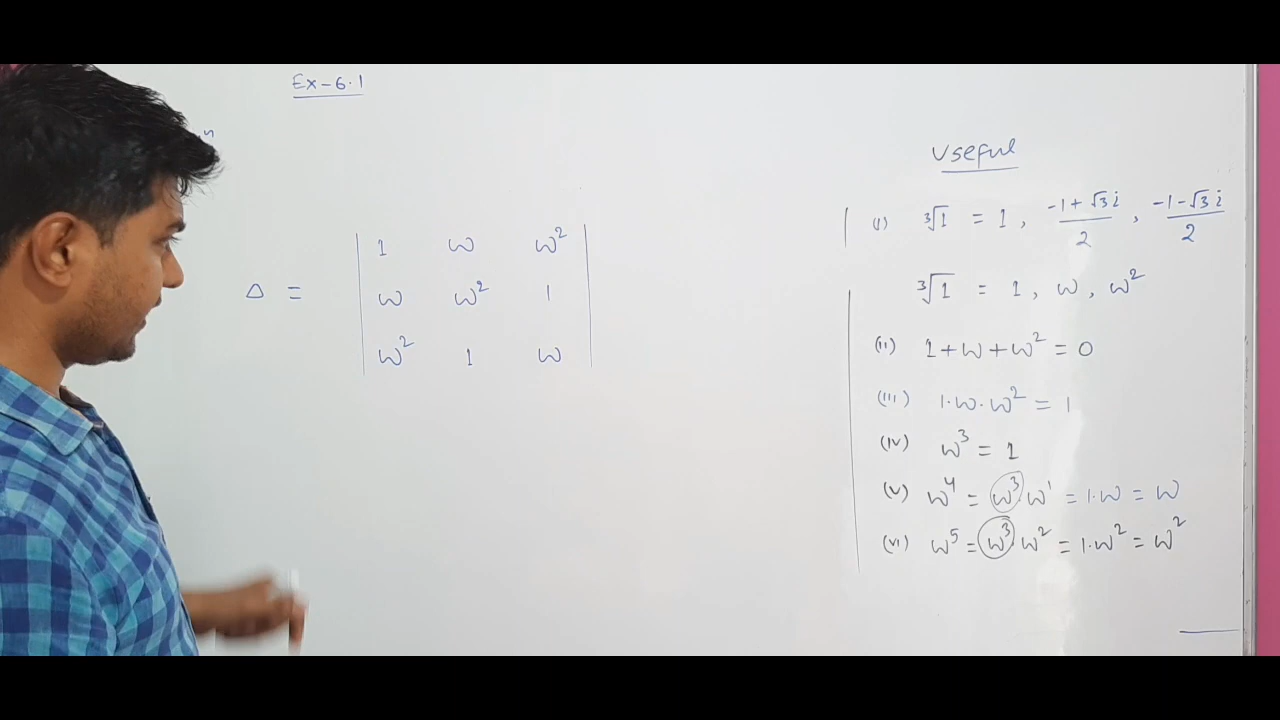 Ex-6.1
Δ =
1 ω ω²
ω ω² 1
ω² 1 ω
Useful
(i) ³√1 = 1, (-1+√3i)/2, (-1-√3i)/2
³√1 = 1, ω, ω²
(ii) 1+ω+ω² = 0
(iii) 1·ω·ω² = 1
(iv) ω³ = 1
(v) ω⁴ = ω³·ω¹ = 1·ω = ω
(vi) ω⁵ = ω³·ω² = 1·ω² = ω²